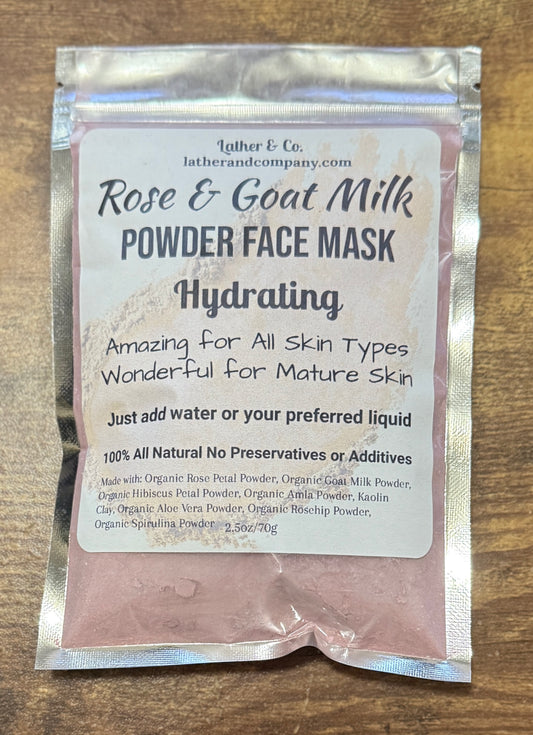 Lather & Co.
latherandcompany.com
Rose & Goat Milk
POWDER FACE MASK
Hydrating
Amazing for All Skin Types
Wonderful for Mature Skin
Just add water or your preferred liquid
100% All Natural No Preservatives or Additives
Made with: Organic Rose Petal Powder, Organic Goat Milk Powder,
Organic Hibiscus Petal Powder, Organic Amla Powder, Kaolin
Clay, Organic Aloe Vera Powder, Organic Rosehip Powder,
Organic Spirulina Powder 2.5oz/70g